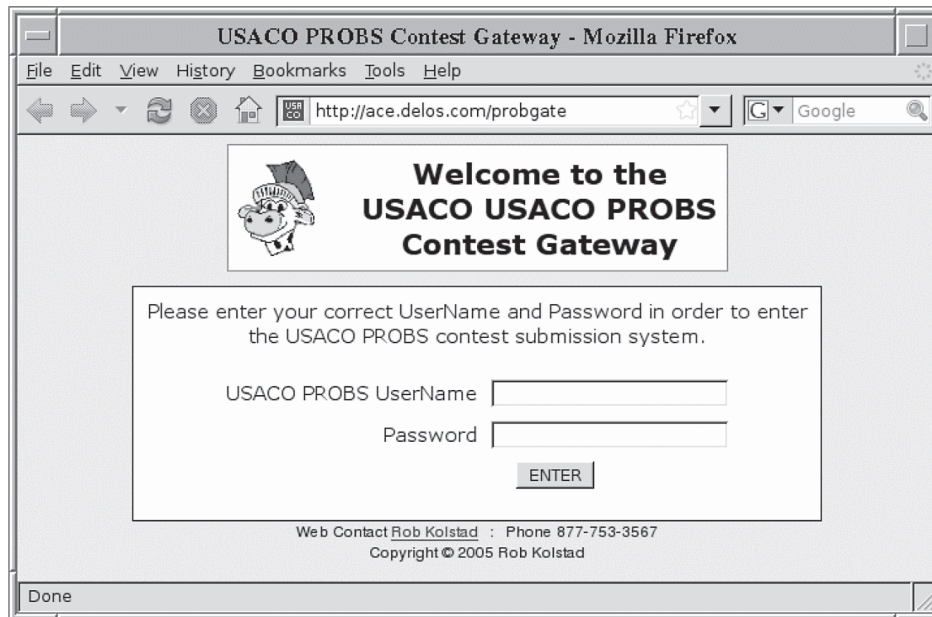 USACO PROBS Contest Gateway - Mozilla Firefox
File Edit View History Bookmarks Tools Help
USA CO http://ace.delos.com/probgate G Google
Welcome to the
USACO USACO PROBS
Contest Gateway
Please enter your correct UserName and Password in order to enter
the USACO PROBS contest submission system.
USACO PROBS UserName
Password
ENTER
Web Contact Rob Kolstad : Phone 877-753-3567
Copyright © 2005 Rob Kolstad
Done